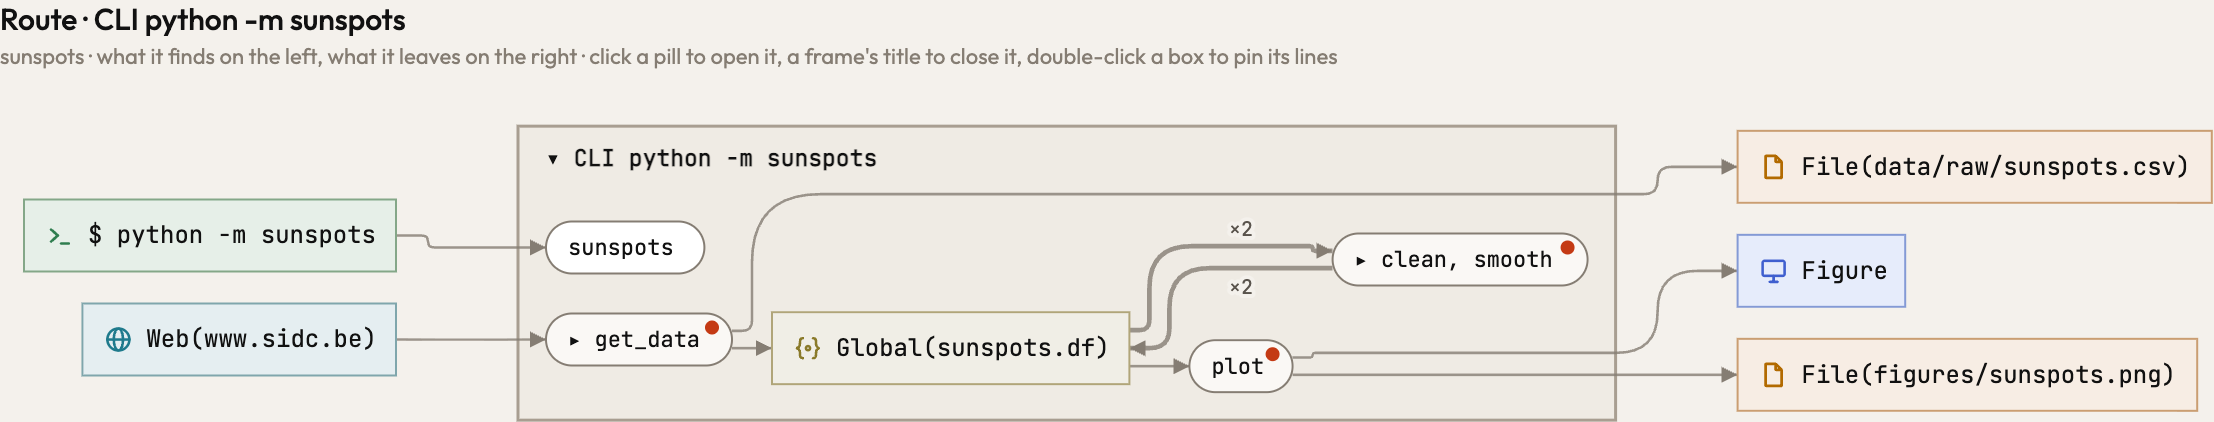 Route · CLI python -m sunspots
sunspots · what it finds on the left, what it leaves on the right · click a pill to open it, a frame's title to close it, double-click a box to pin its lines
▾ CLI python -m sunspots
File(data/raw/sunspots.csv)
$ python -m sunspots
sunspots
×2
▸ clean, smooth
Figure
×2
Web(www.sidc.be)
▸ get_data
Global(sunspots.df)
plot
File(figures/sunspots.png)